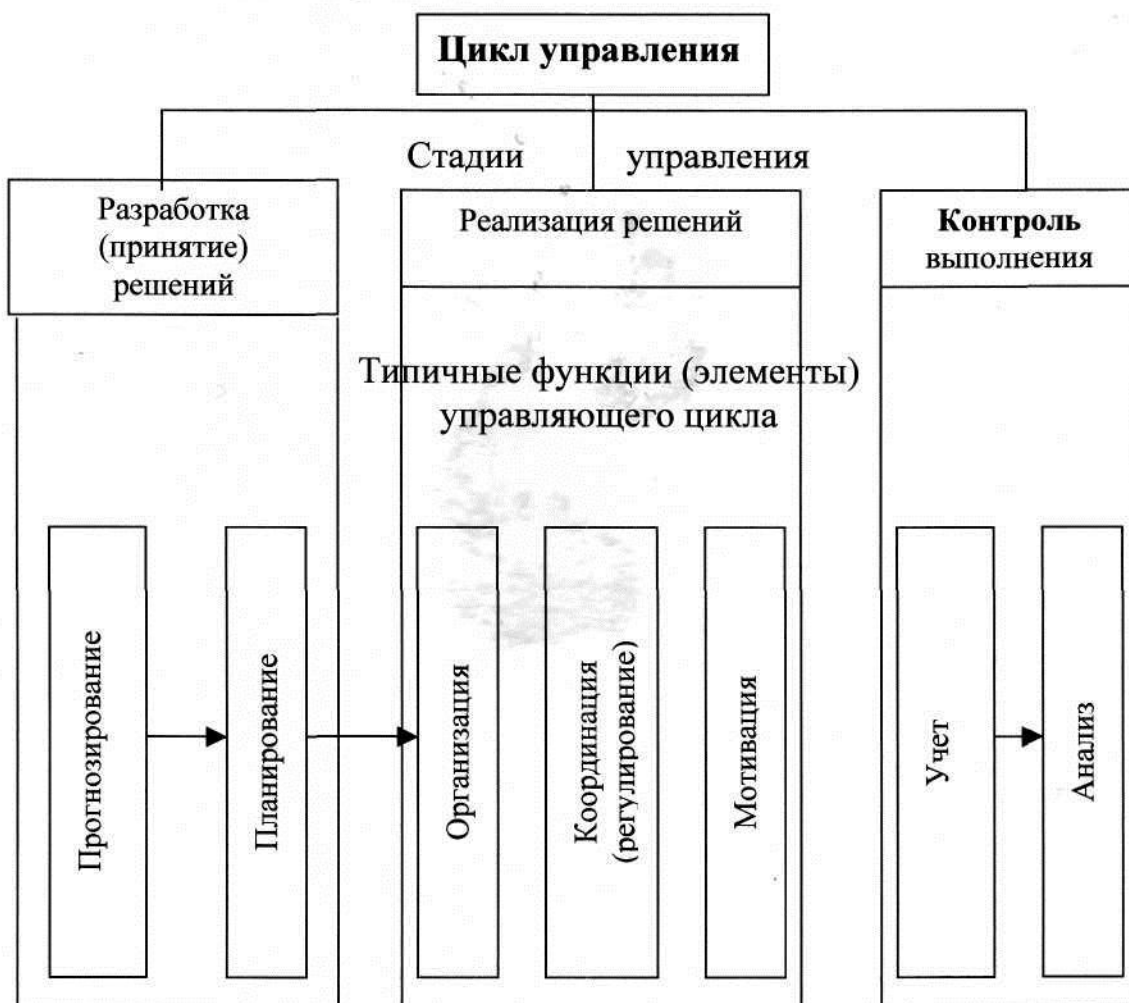 Цикл управления
Стадии управления
Разработка
(принятие)
решений
Реализация решений
Контроль
выполнения
Типичные функции (элементы)
управляющего цикла
Прогнозирование
Планирование
Организация
Координация
(регулирование)
Мотивация
Учет
Анализ